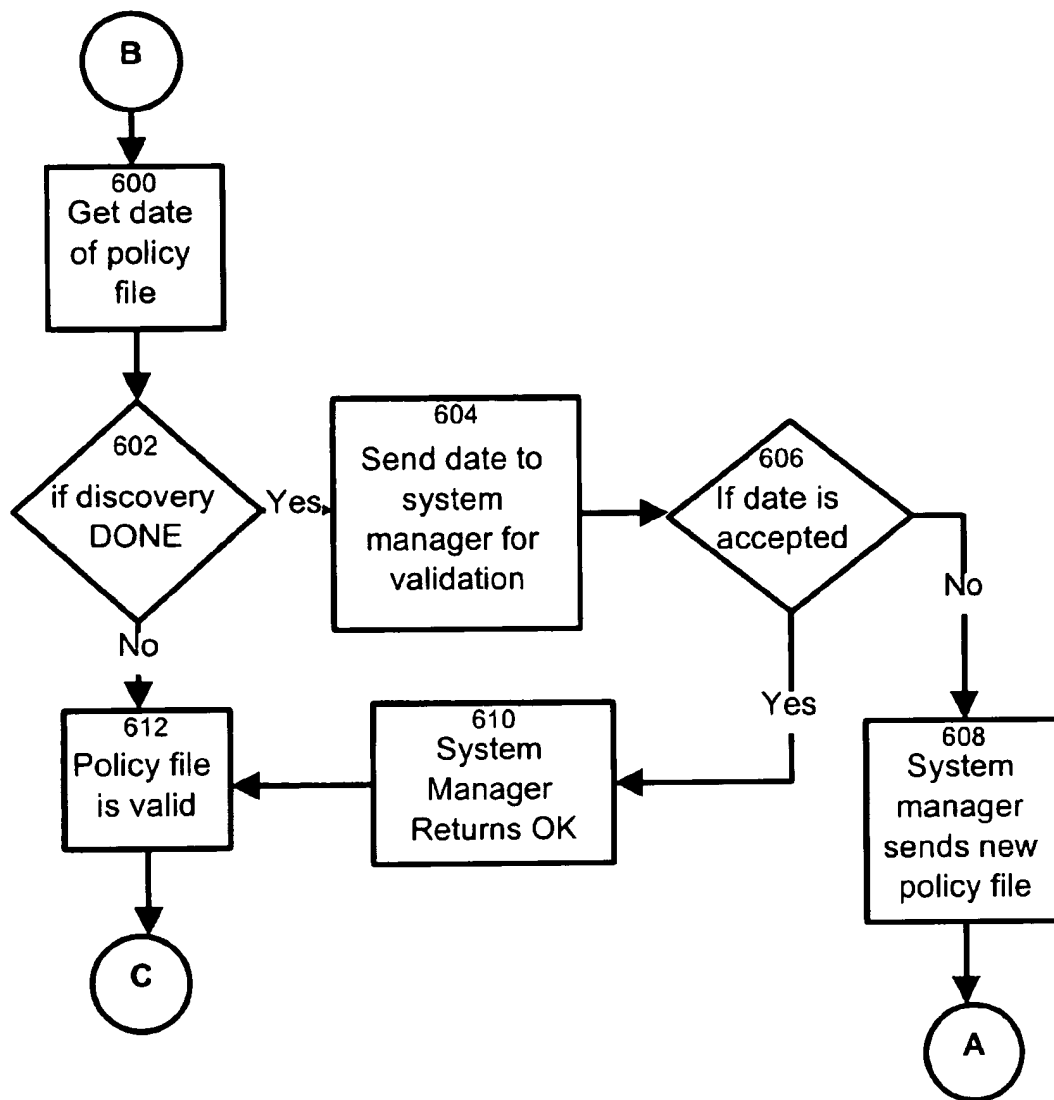 B
600
Get date
of policy
file
602
if discovery
DONE
Yes
604
Send date to
system
manager for
validation
606
If date is
accepted
No
No
Yes
612
Policy file
is valid
610
System
Manager
Returns OK
608
System
manager
sends new
policy file
C
A